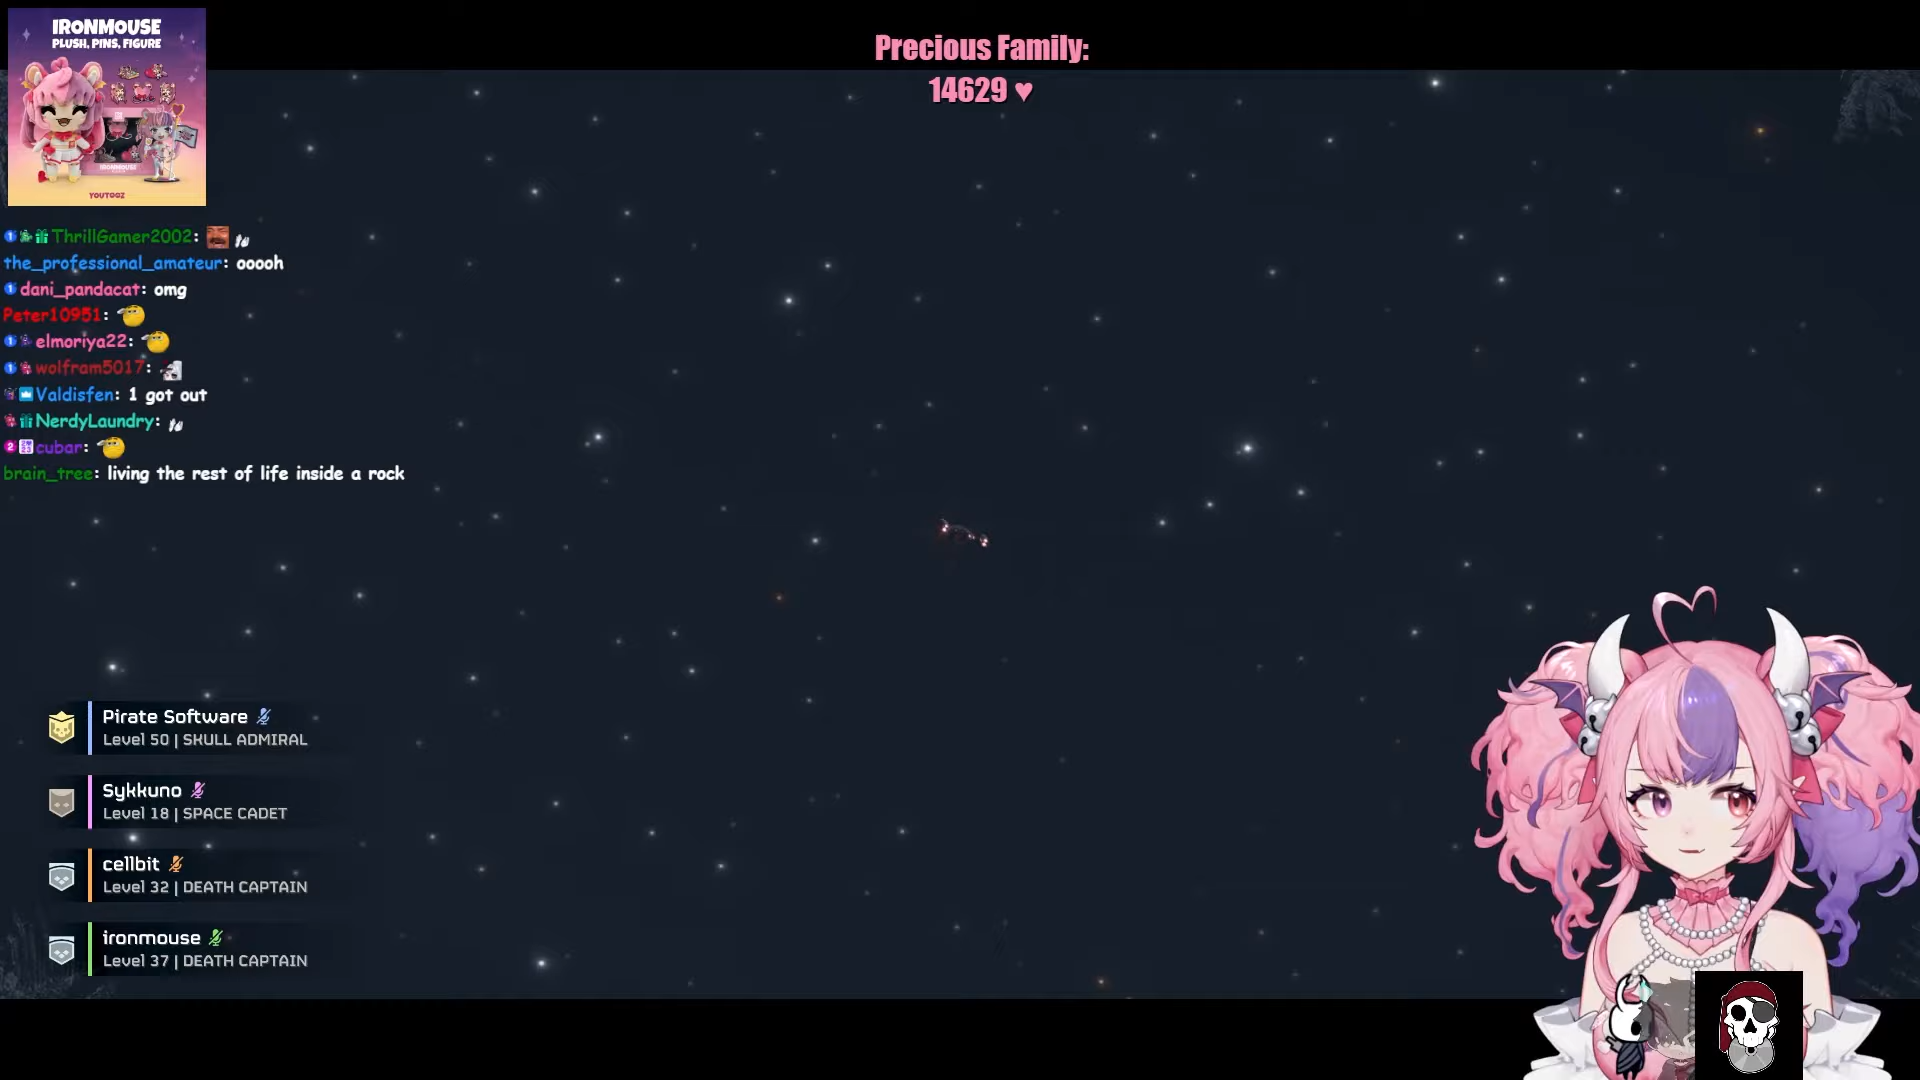 IRONMOUSE
PLUSH, PINS, FIGURE
YOUTOOZ
Precious Family:
14629 ♥
ThrillGamer2002:
the_professional_amateur: ooooh
dani_pandacat: omg
Peter10951:
elmoriya22:
wolfram5017:
Valdisfen: 1 got out
NerdyLaundry:
cubar:
brain_tree: living the rest of life inside a rock
Pirate Software
Level 50 | SKULL ADMIRAL
Sykkuno
Level 18 | SPACE CADET
cellbit
Level 32 | DEATH CAPTAIN
ironmouse
Level 37 | DEATH CAPTAIN